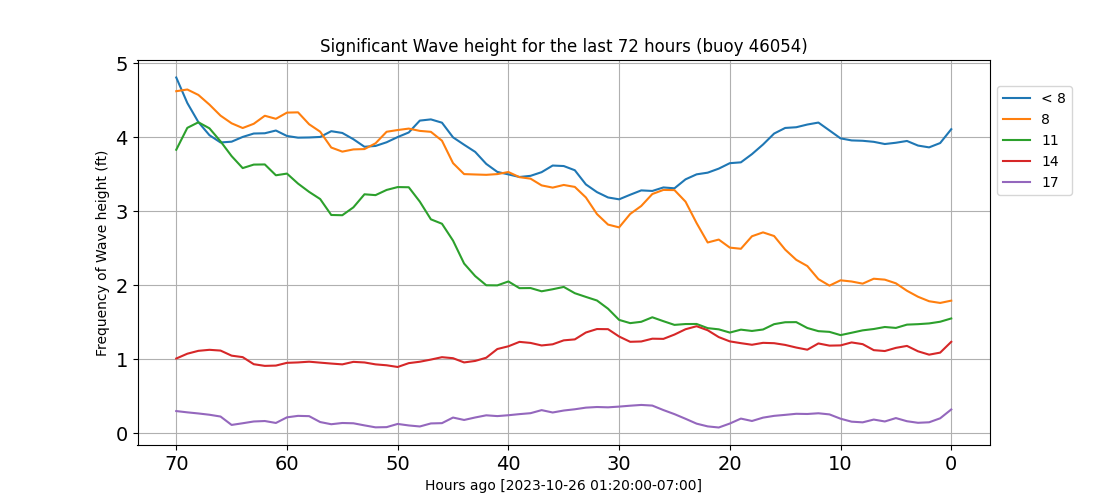 Significant Wave height for the last 72 hours (buoy 46054)
Frequency of Wave height (ft)
5
4
3
2
1
0
70 60 50 40 30 20 10 0
Hours ago [2023-10-26 01:20:00-07:00]
< 8
8
11
14
17